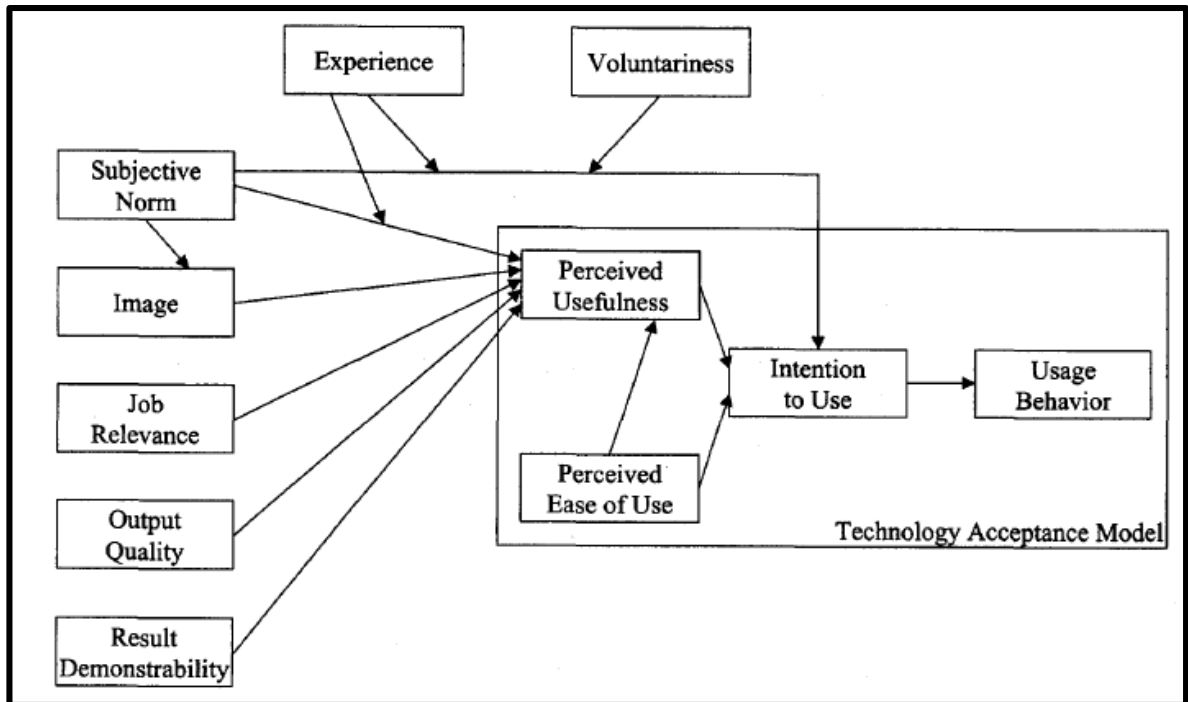 Experience
Voluntariness
Subjective
Norm
Image
Job
Relevance
Output
Quality
Result
Demonstrability
Perceived
Usefulness
Perceived
Ease of Use
Intention
to Use
Usage
Behavior
Technology Acceptance Model